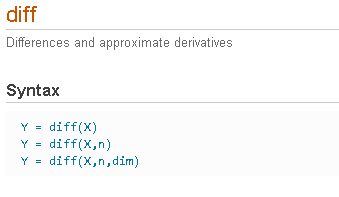 diff
Differences and approximate derivatives
Syntax
Y = diff(X)
Y = diff(X,n)
Y = diff(X,n,dim)